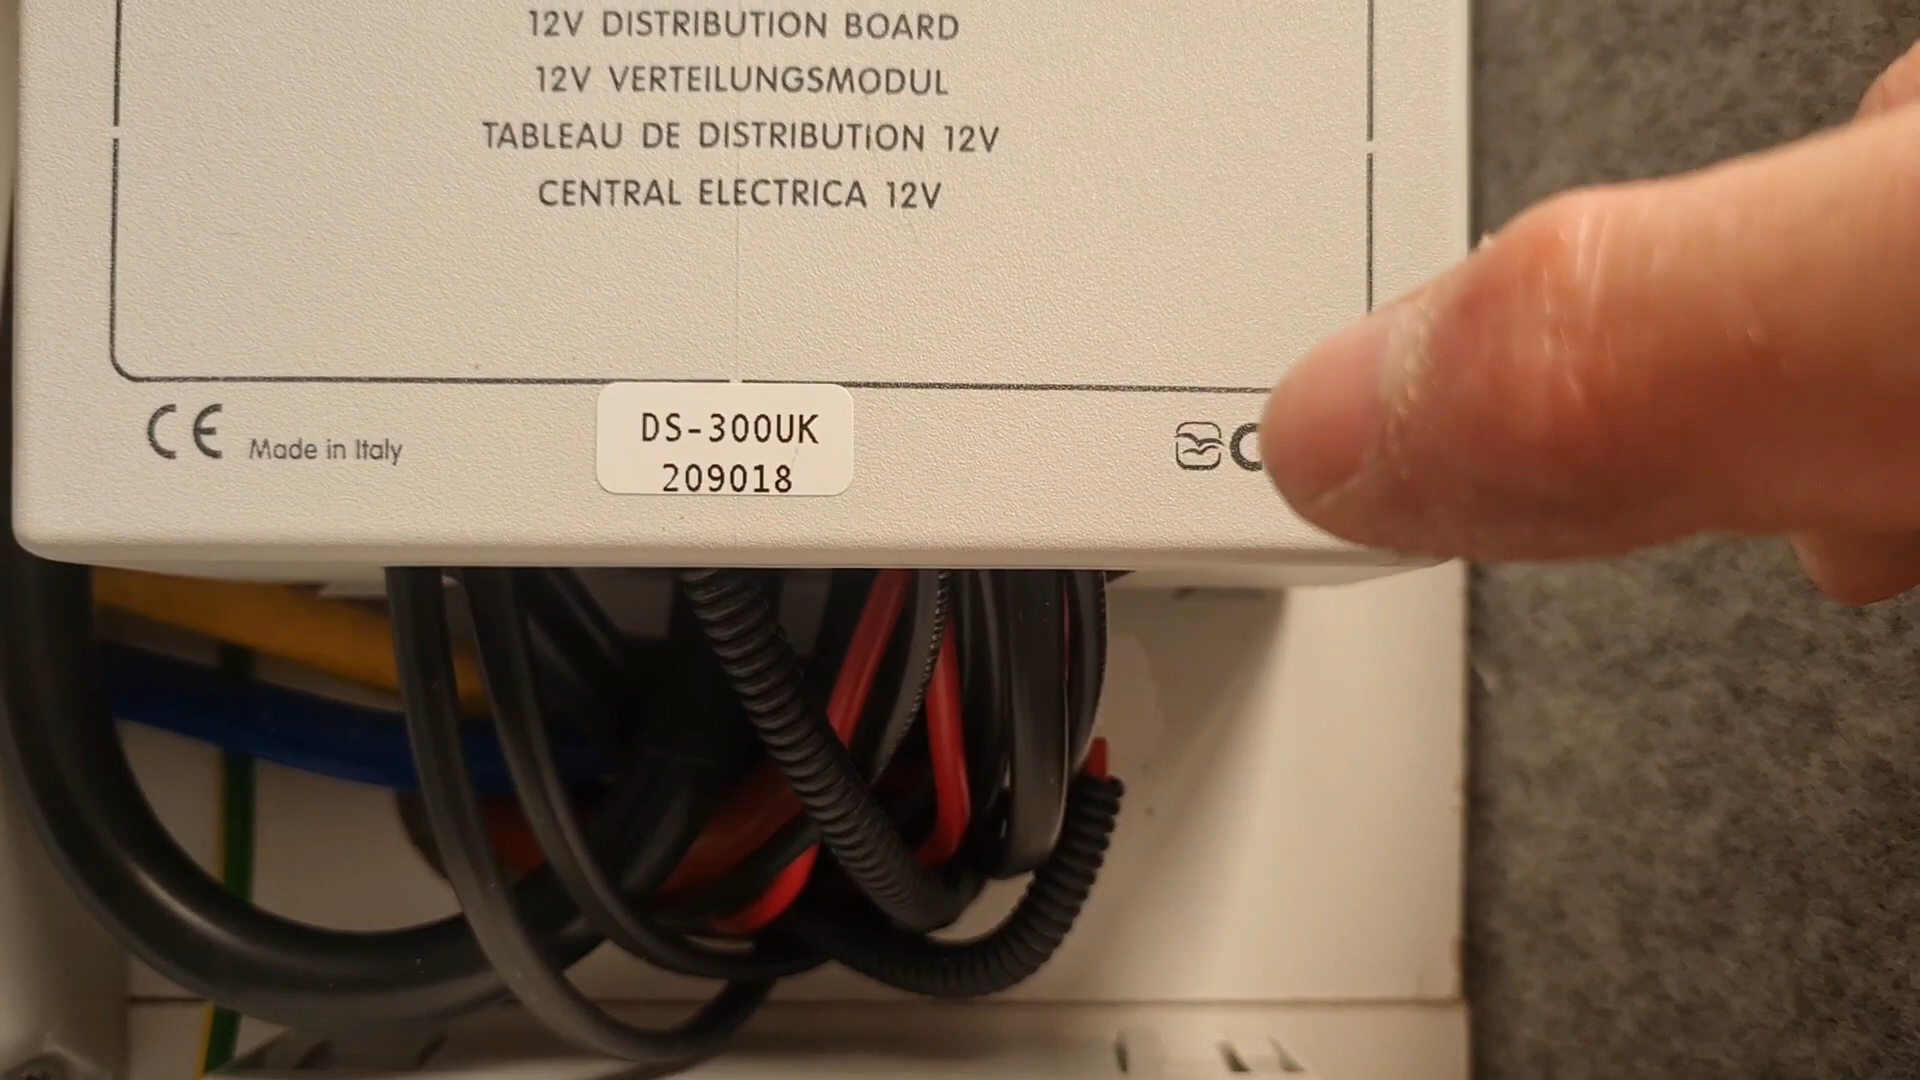 12V DISTRIBUTION BOARD
12V VERTEILUNGSMODUL
TABLEAU DE DISTRIBUTION 12V
CENTRAL ELECTRICA 12V
CE Made in Italy
DS-300UK
209018